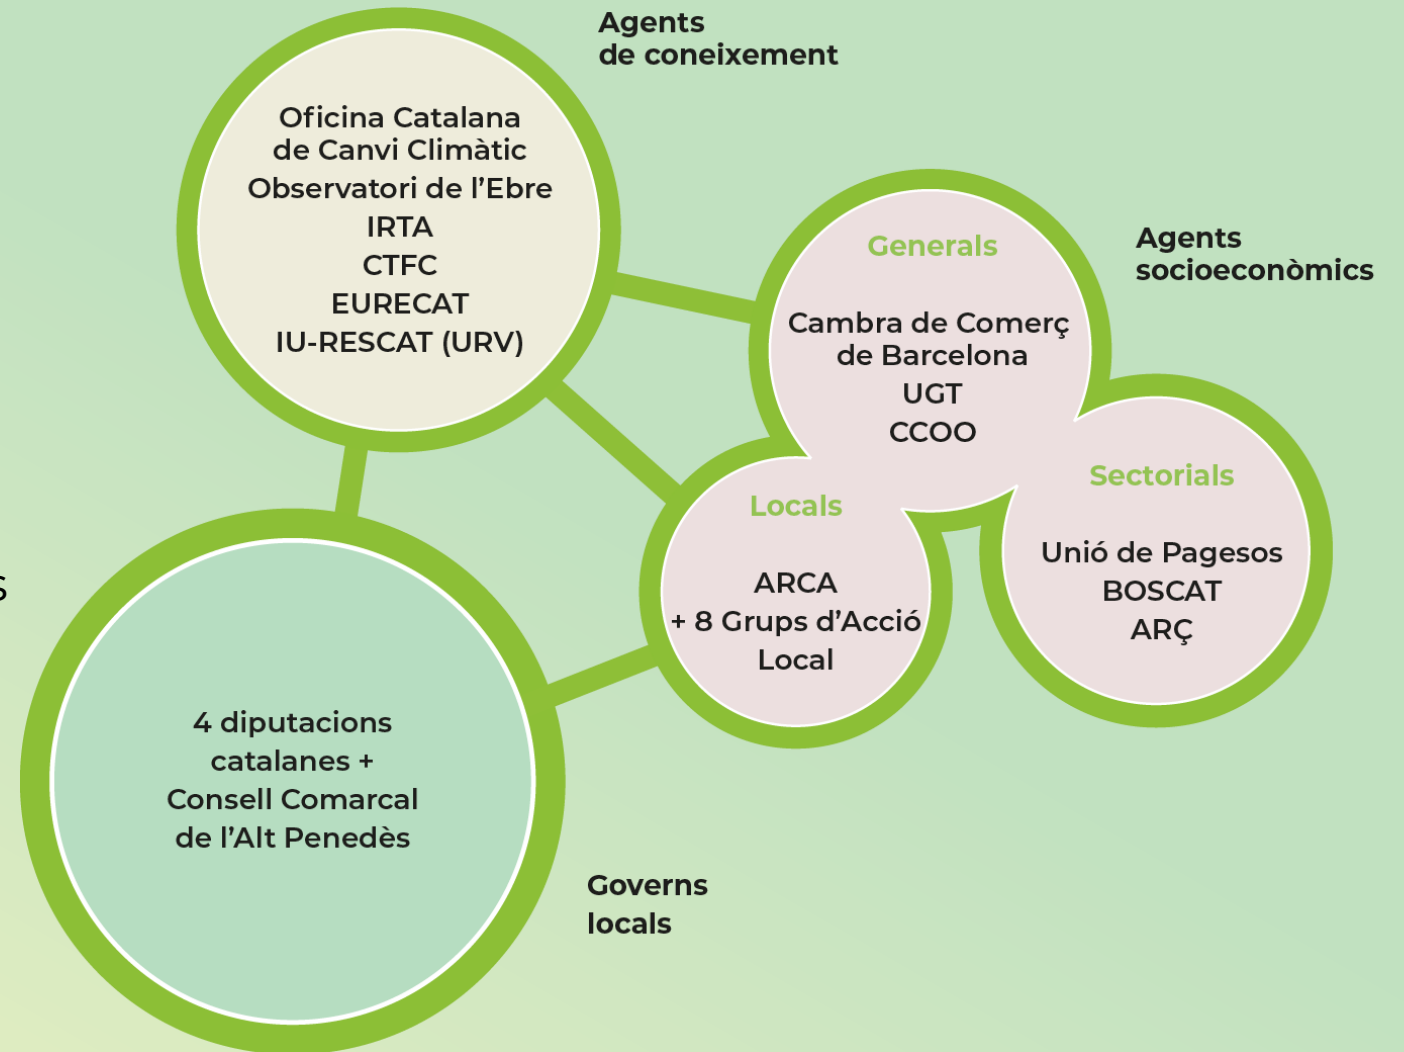 Agents
de coneixement
Oficina Catalana
de Canvi Climàtic
Observatori de l’Ebre
IRTA
CTFC
EURECAT
IU-RESCAT (URV)
Agents
socioeconòmics
Generals
Cambra de Comerç
de Barcelona
UGT
CCOO
Sectorials
Unió de Pagesos
BOSCAT
ARÇ
Locals
ARCA
+ 8 Grups d’Acció
Local
s
4 diputacions
catalanes +
Consell Comarcal
de l’Alt Penedès
Governs
locals